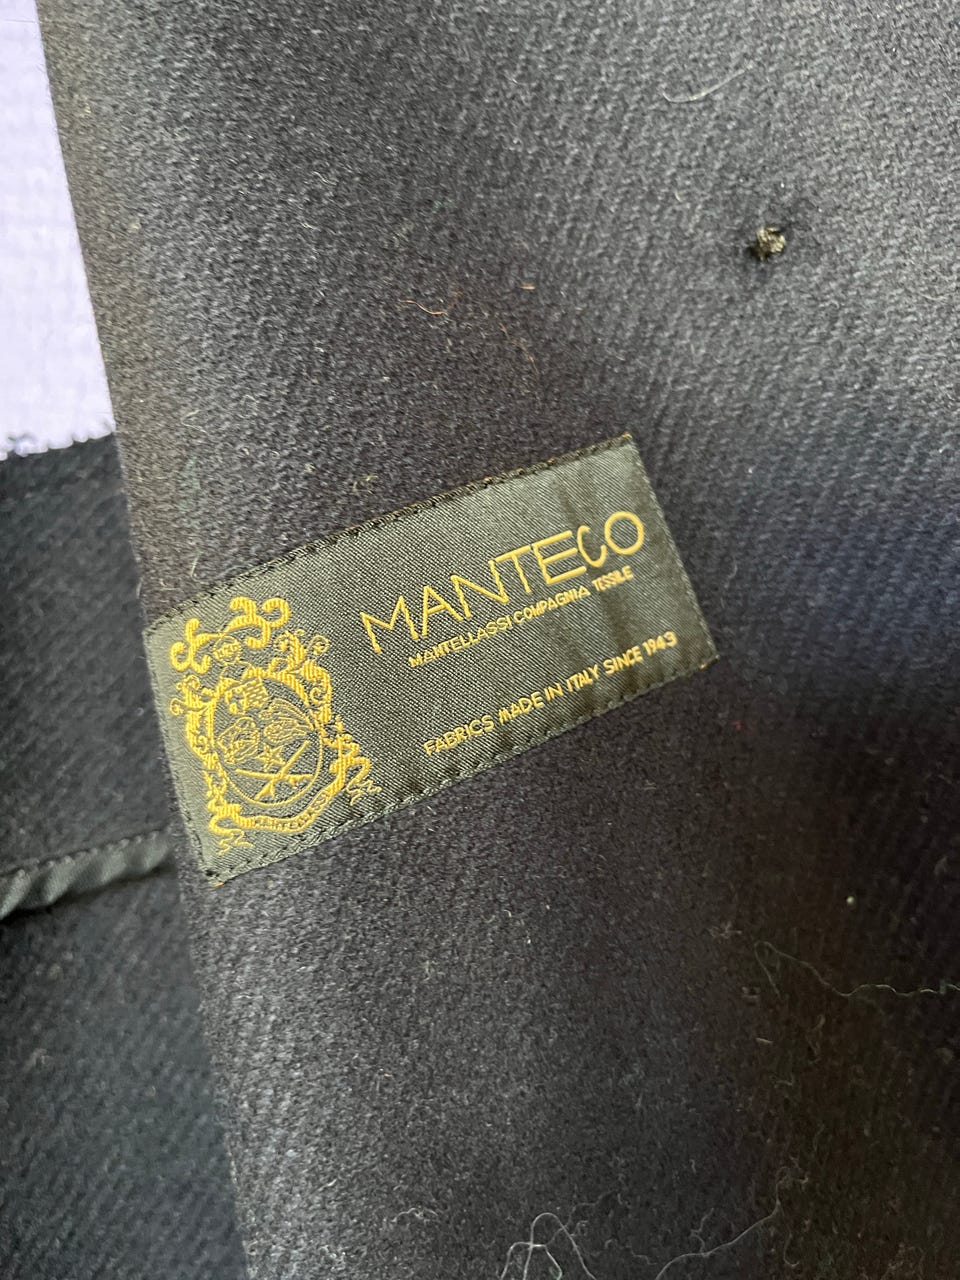 MANTECO
MANTELLASSI COMPAGNIA TESSILE
FABRICS MADE IN ITALY SINCE 1943